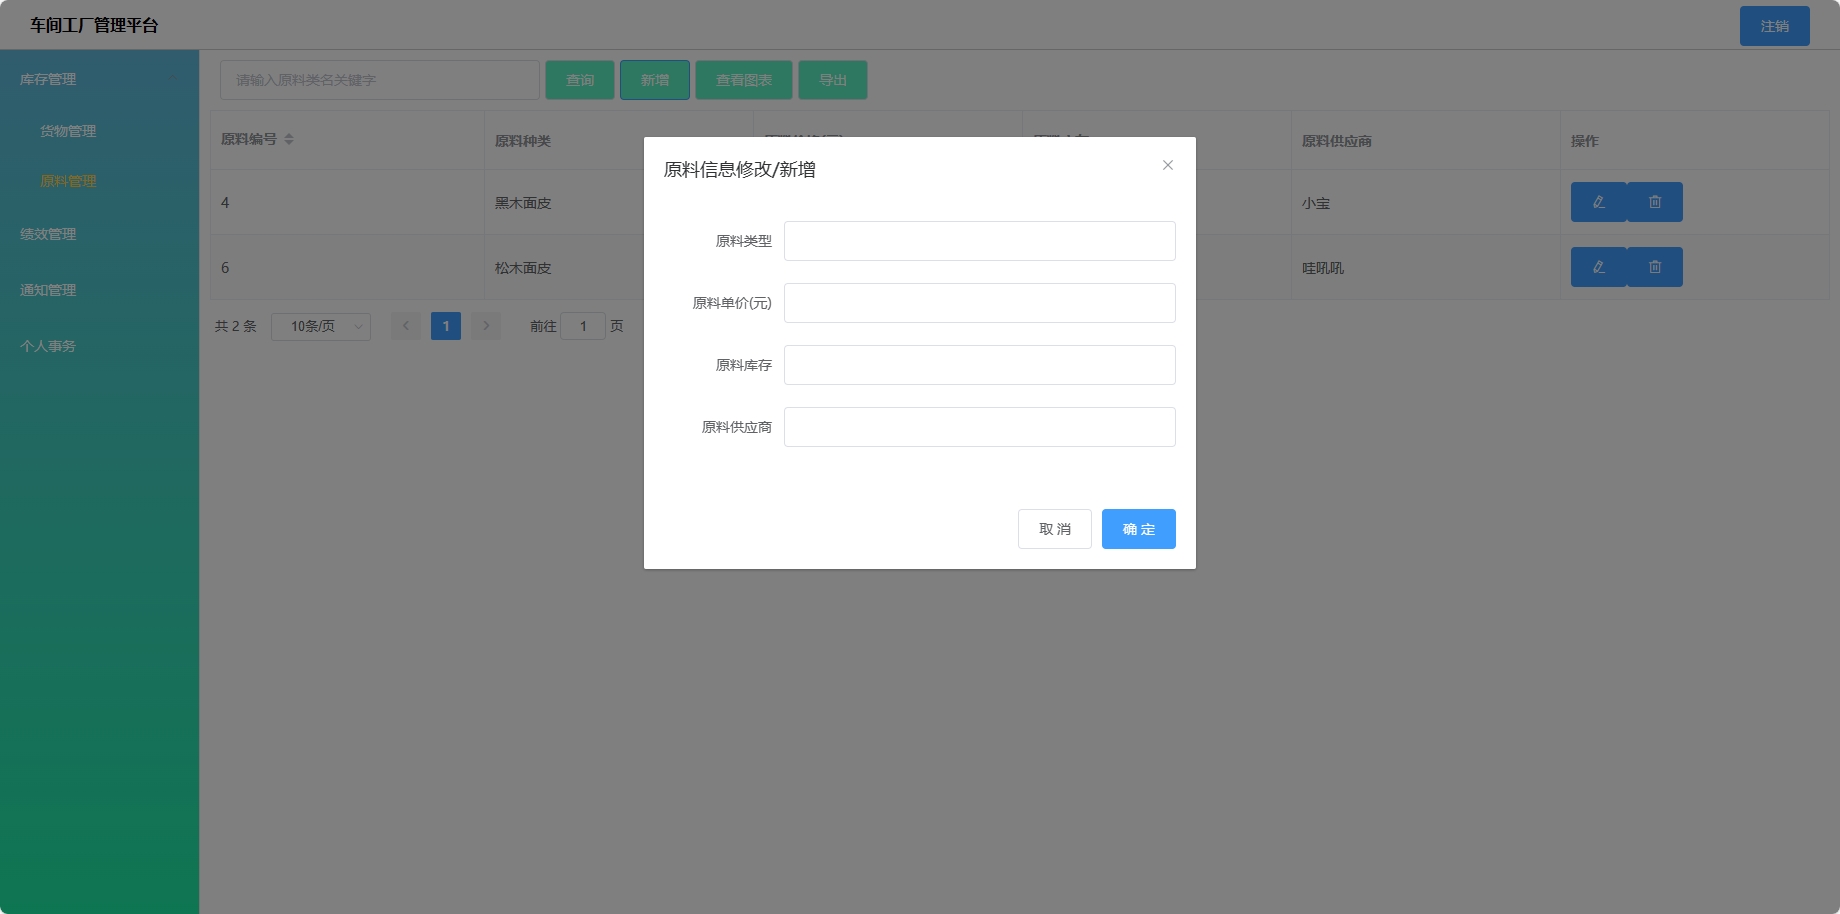 车间工厂管理平台
注销
库存管理
货物管理
原料管理
绩效管理
通知管理
个人事务
请输入原料类名关键字
查询
新增
查看图表
导出
原料编号
原料种类
原料供应商
操作
4
黑木面皮
小宝
6
松木面皮
哇吼吼
共 2 条
10条/页
1
前往
1
页
原料信息修改/新增
原料类型
原料单价(元)
原料库存
原料供应商
取 消
确 定